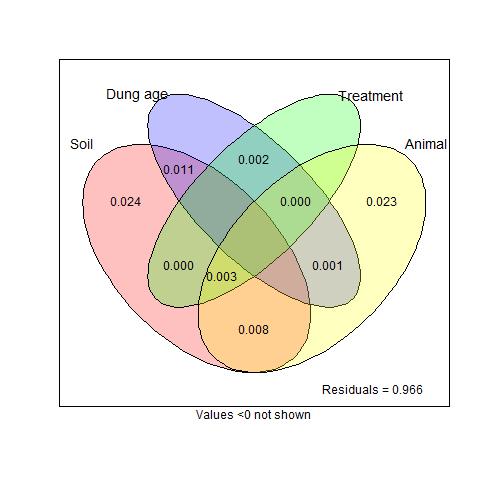 Dung age
Treatment
Soil
Animal
0.011
0.002
0.024
0.000
0.023
0.000
0.003
0.001
0.008
Residuals = 0.966
Values <0 not shown